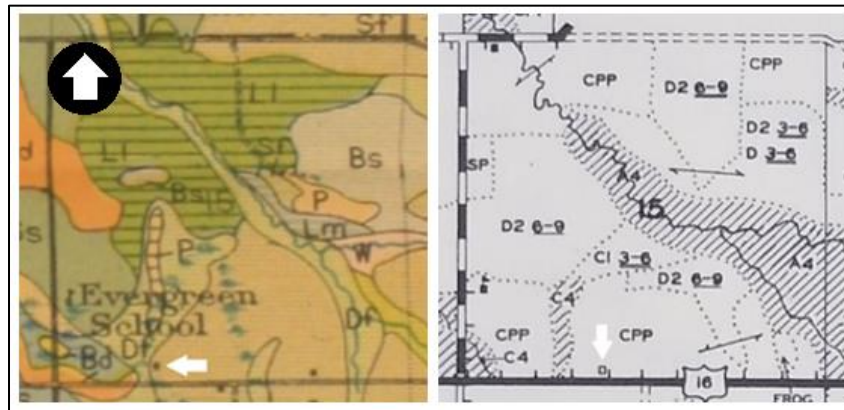 Sf
Ll
Sf
Bs
Ll
Bs
15
P
P
Lm
W
Evergreen
School
Df
Df
Bd
CPP
D2 6-9
CPP
D2 3-6
D 3-6
SP
A4
15
D2 6-9
C1 3-6
A4
D2 6-9
C4
CPP
CPP
C4
16
FROG